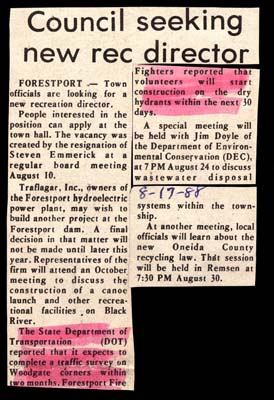 Council seeking
new rec director
FORESTPORT — Town
officials are looking for a
new recreation director.
People interested in the
position can apply at the
town hall. The vacancy was
created by the resignation of
Steven Emmerick at a
regular board meeting
August 10.
Traflagar, Inc., owners of
the Forestport hydroelectric
power plant, may wish to
build another project at the
Forestport dam. A final
decision in that matter will
not be made until later this
year. Representatives of the
firm will attend an October
meeting to discuss the
construction of a canoe
launch and other recrea-
tional facilities on Black
River.
The State Department of
Transportation (DOT)
reported that it expects to
complete a traffic survey on
Woodgate corners within
two months. Forestport Fire
Fighters reported that
volunteers will start
construction on the dry
hydrants within the next 30
days.
A special meeting will
be held with Jim Doyle of
the Department of Environ-
mental Conservation (DEC),
at 7 PM August 24 to discuss
wastewater disposal
8-17-88
systems within the town-
ship.
At another meeting, local
officials will learn about the
new Oneida County
recycling law. That session
will be held in Remsen at
7:30 PM August 30.